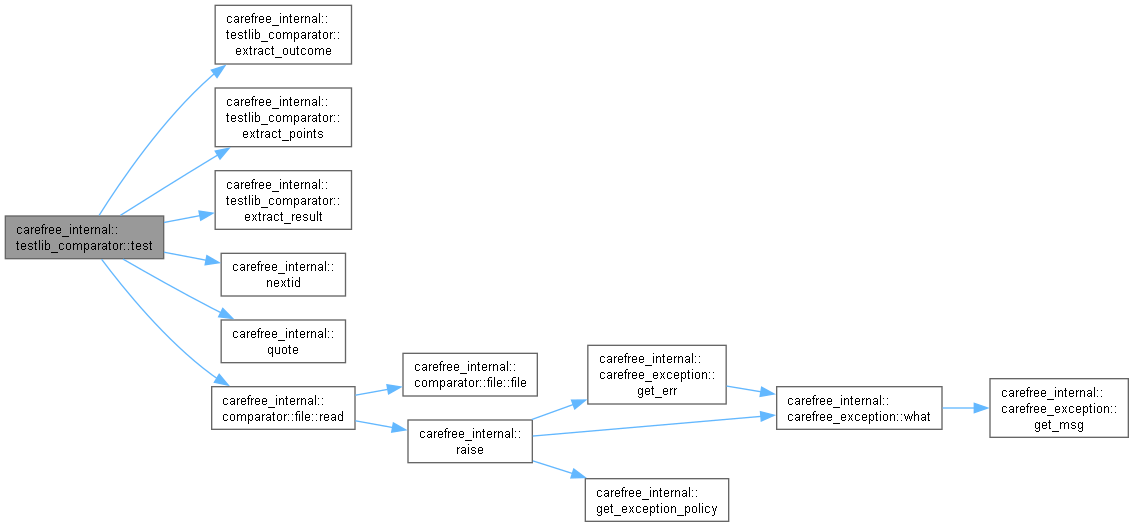 carefree_internal::
testlib_comparator::
extract_outcome
carefree_internal::
testlib_comparator::
extract_points
carefree_internal::
testlib_comparator::
extract_result
carefree_internal::
testlib_comparator::test
carefree_internal::
nextid
carefree_internal::
quote
carefree_internal::
comparator::file::read
carefree_internal::
comparator::file::file
carefree_internal::
raise
carefree_internal::
carefree_exception::
get_err
carefree_internal::
carefree_exception::what
carefree_internal::
carefree_exception::
get_msg
carefree_internal::
get_exception_policy